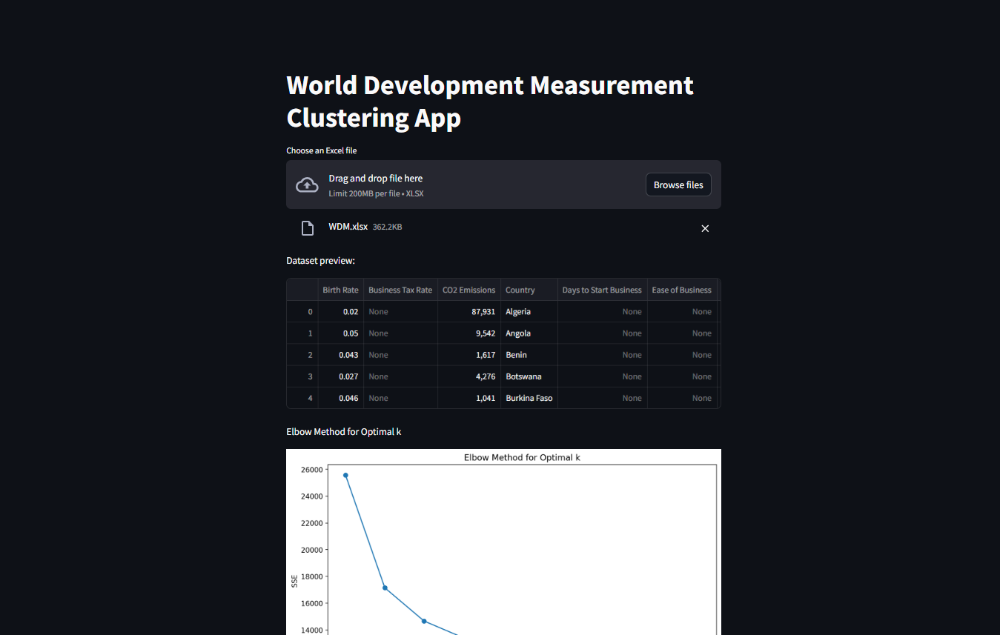 World Development Measurement
Clustering App
Choose an Excel file
Drag and drop file here
Limit 200MB per file • XLSX
Browse files
WDM.xlsx 362.2KB
Dataset preview:
Birth Rate Business Tax Rate CO2 Emissions Country Days to Start Business Ease of Business
0 0.02 None 87,931 Algeria None None
1 0.05 None 9,542 Angola None None
2 0.043 None 1,617 Benin None None
3 0.027 None 4,276 Botswana None None
4 0.046 None 1,041 Burkina Faso None None
Elbow Method for Optimal k
Elbow Method for Optimal k
26000
24000
22000
20000
SSE
18000
16000
14000